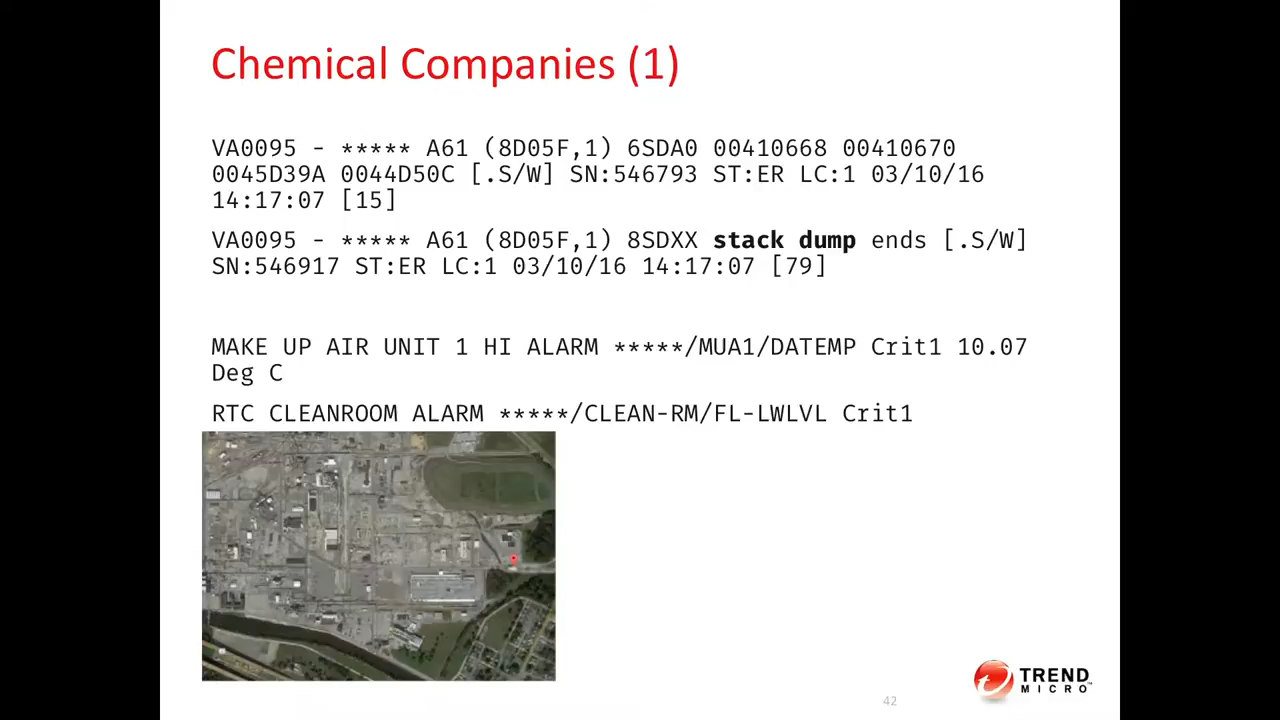 Chemical Companies (1)
VA0095 - ***** A61 (8D05F,1) 6SDA0 00410668 00410670
0045D39A 0044D50C [.S/W] SN:546793 ST:ER LC:1 03/10/16
14:17:07 [15]
VA0095 - ***** A61 (8D05F,1) 8SDXX stack dump ends [.S/W]
SN:546917 ST:ER LC:1 03/10/16 14:17:07 [79]
MAKE UP AIR UNIT 1 HI ALARM *****/MUA1/DATEMP Crit1 10.07
Deg C
RTC CLEANROOM ALARM *****/CLEAN-RM/FL-LWLVL Crit1
42
TREND
MICRO